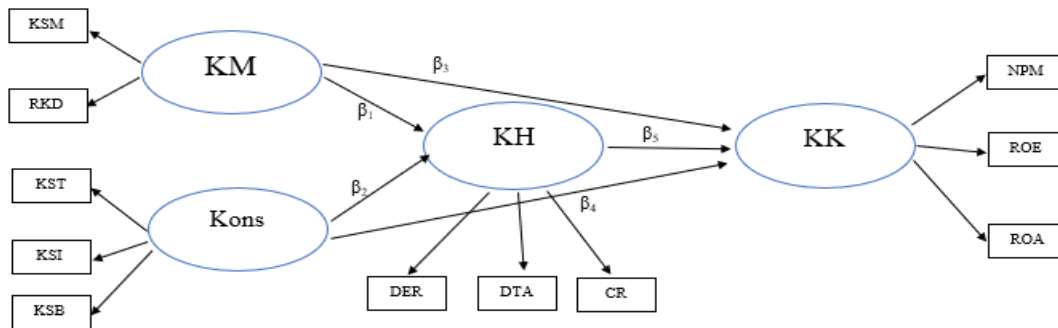 KSM
KM
β3
NPM
RKD
β1
KH
β5
KK
ROE
KST
β2
Kons
β4
KSI
ROA
DER
DTA
CR
KSB